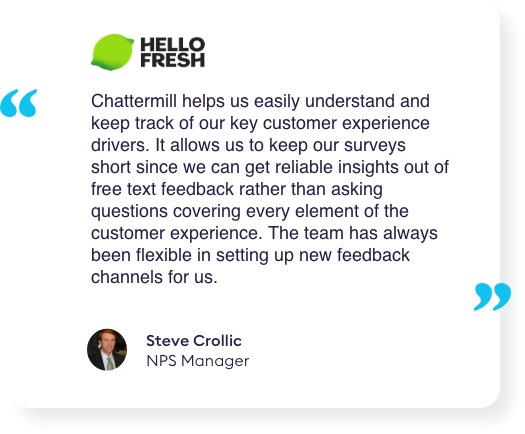 HELLO
FRESH
“
Chattermill helps us easily understand and
keep track of our key customer experience
drivers. It allows us to keep our surveys
short since we can get reliable insights out of
free text feedback rather than asking
questions covering every element of the
customer experience. The team has always
been flexible in setting up new feedback
channels for us.
”
Steve Crollic
NPS Manager